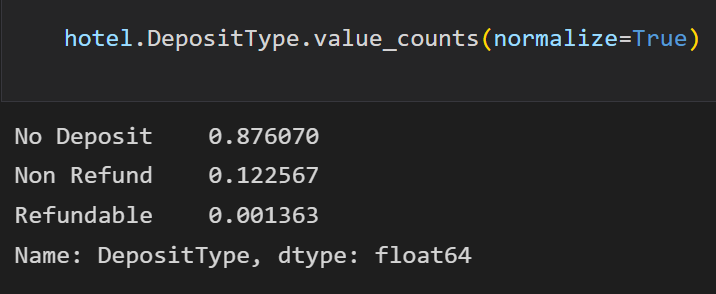 hotel.DepositType.value_counts(normalize=True)
No Deposit    0.876070
Non Refund    0.122567
Refundable    0.001363
Name: DepositType, dtype: float64